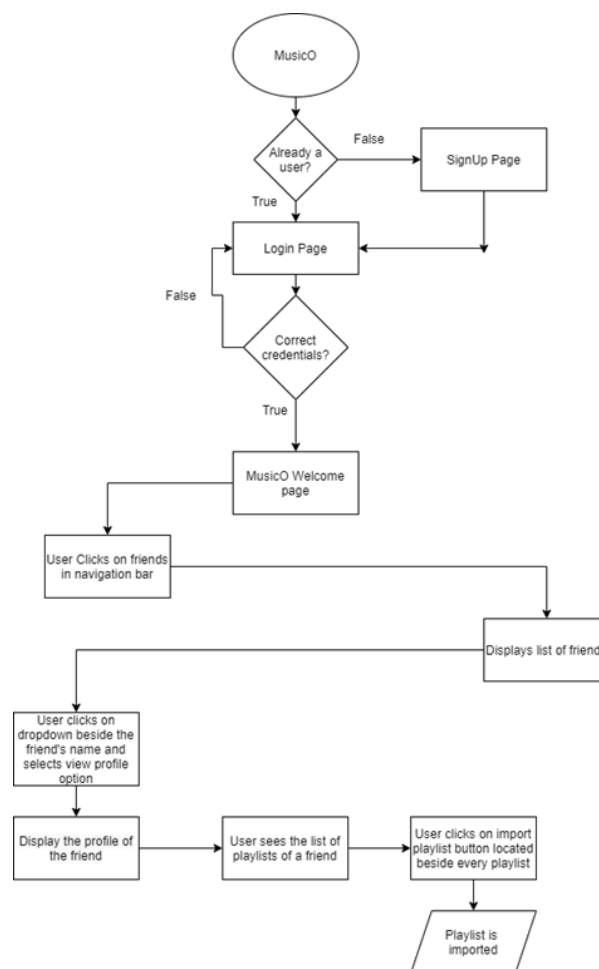 MusicO
Already a
user?
False
SignUp Page
True
Login Page
False
Correct
credentials?
True
MusicO Welcome
page
User Clicks on friends
in navigation bar
Displays list of friend
User clicks on
dropdown beside the
friend's name and
selects view profile
option
Display the profile of
the friend
User sees the list of
playlists of a friend
User clicks on import
playlist button located
beside every playlist
Playlist is
imported